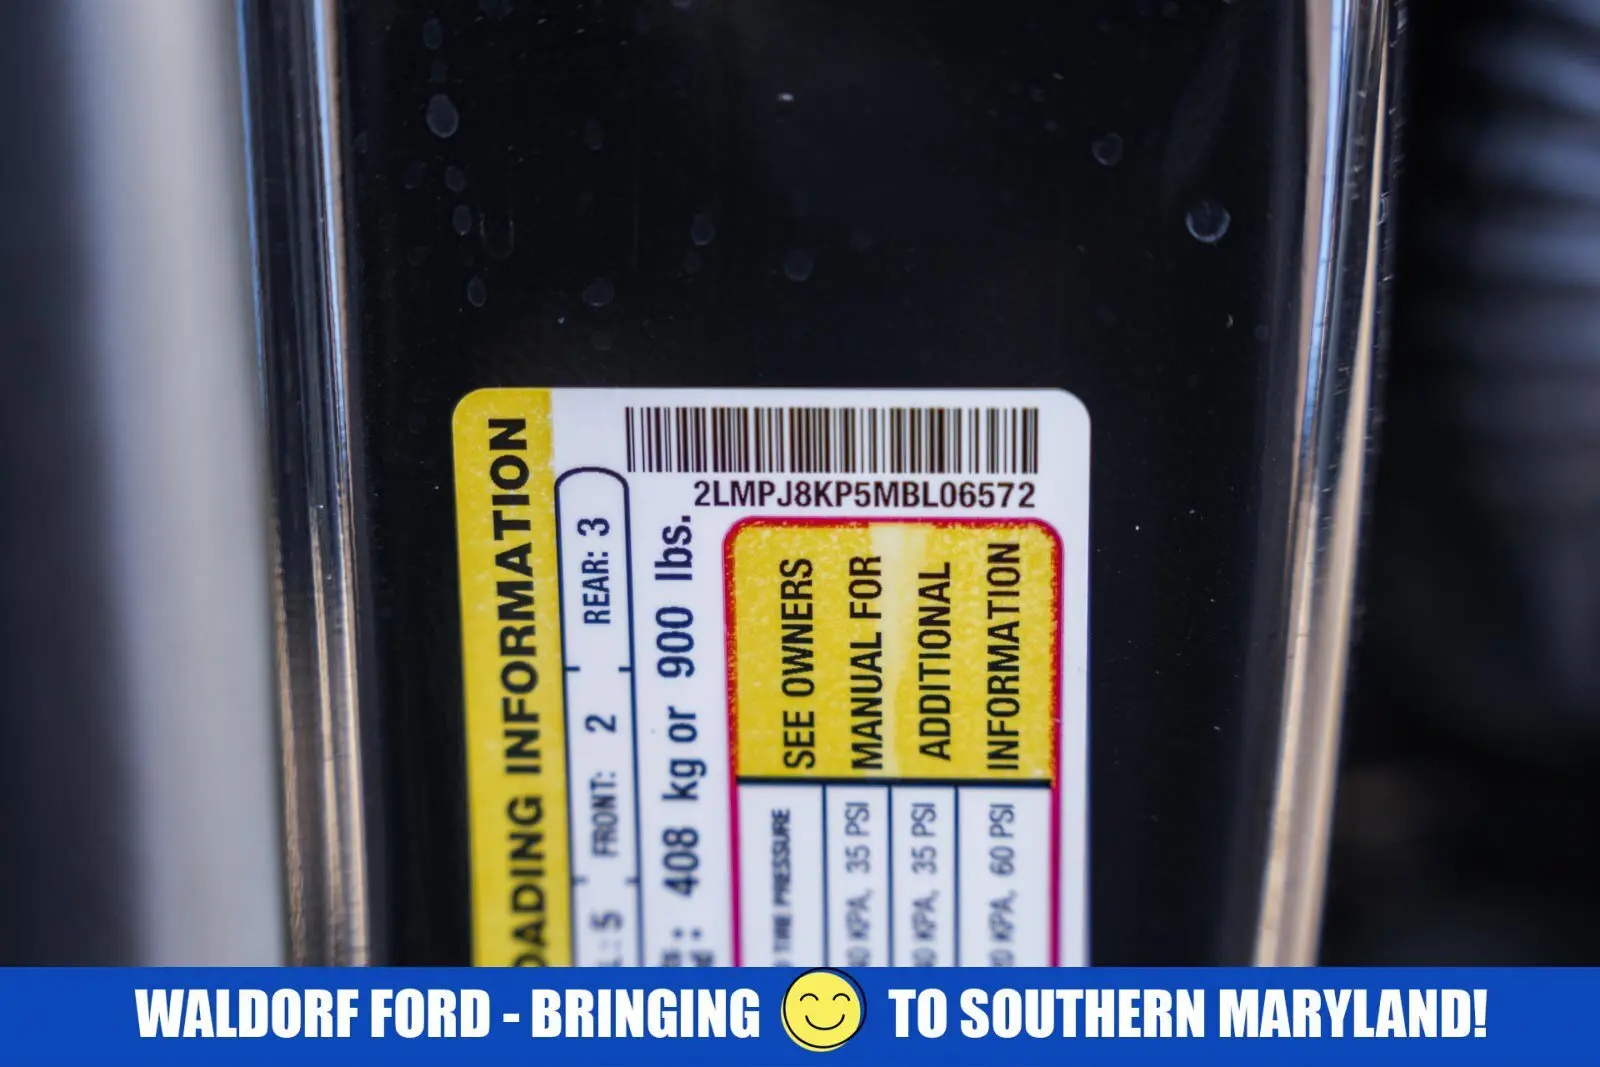 2LMPJ8KP5MBL06572
LOADING INFORMATION
5 FRONT: 2 REAR: 3
408 kg or 900 lbs.
SEE OWNERS
MANUAL FOR
ADDITIONAL
INFORMATION
TIRE PRESSURE
KPA, 35 PSI
KPA, 35 PSI
KPA, 60 PSI
WALDORF FORD - BRINGING 😊 TO SOUTHERN MARYLAND!